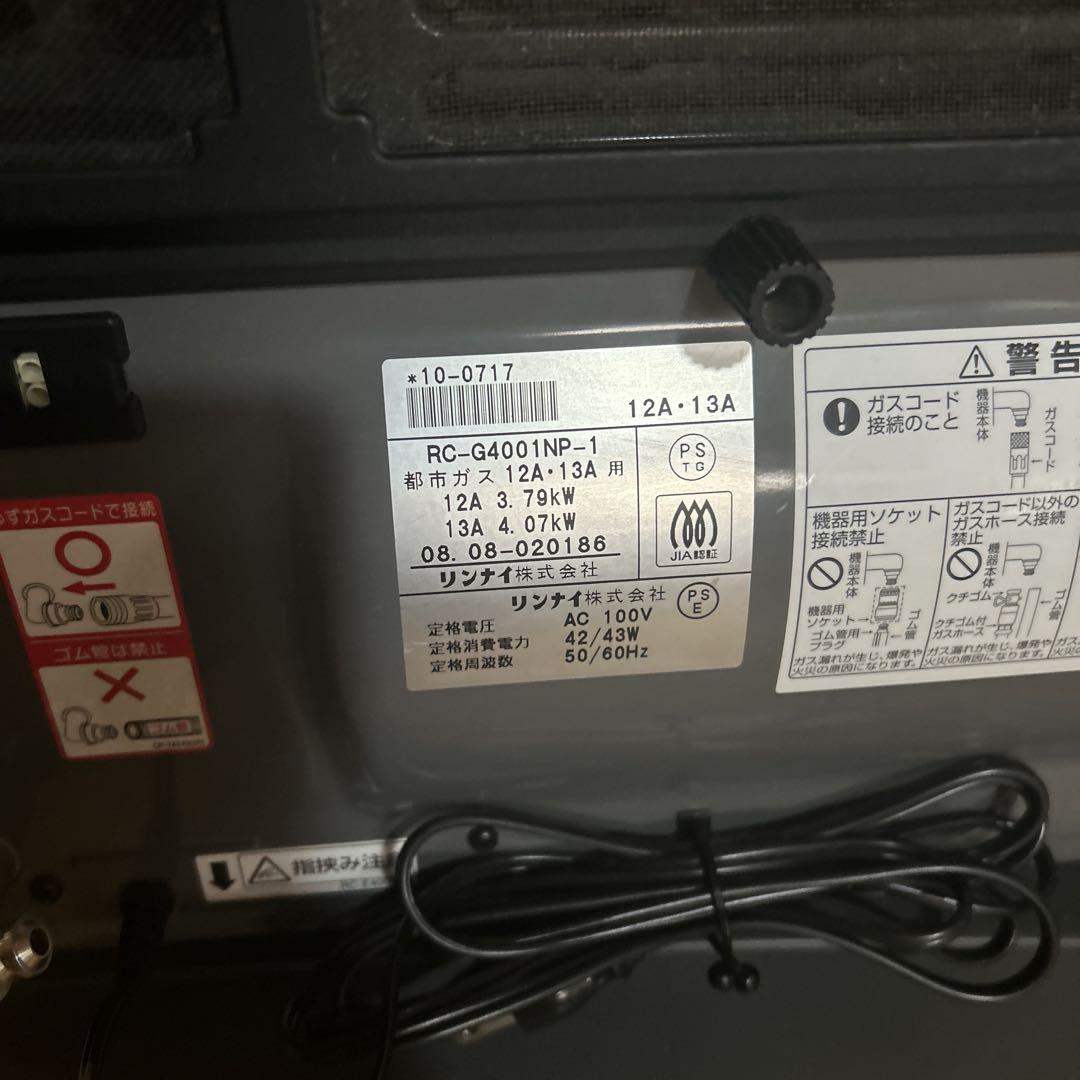 *10-0717
12A・13A
RC-G4001NP-1
都市ガス 12A・13A 用
12A 3.79kW
13A 4.07kW
08. 08-020186
リンナイ株式会社
PS
TG
JIA認証
リンナイ株式会社
PS
E
定格電圧 AC 100V
定格消費電力 42/43W
定格周波数 50/60Hz
ずガスコードで接続
ゴム管は禁止
ゴム管
警告
ガスコード
接続のこと
機器本体
ガスコード
機器用ソケット
接続禁止
機器本体
機器用
ソケット
ゴム管用
プラグ
ゴム管
ガス漏れが生じ、爆発や
火災の原因になります。
ガスコード以外の
ガスホース接続
禁止
機器本体
クチゴム
クチゴム付
ガスホース
ゴム管
ガス漏れが生じ、爆発や
火災の原因になります。
指挟み注